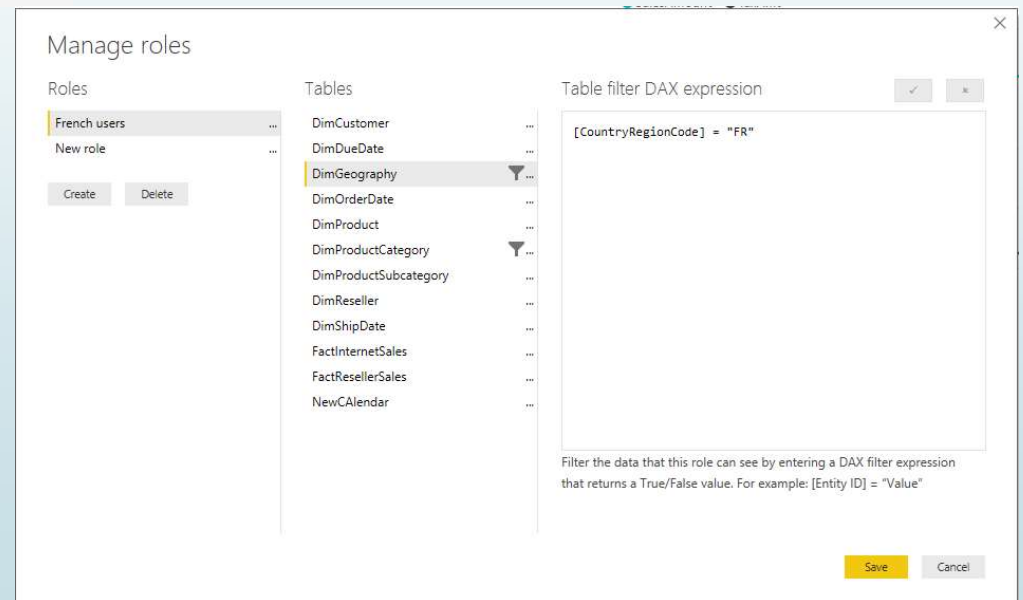 Manage roles
Roles
French users ...
New role ...
Create Delete
Tables
DimCustomer ...
DimDueDate ...
DimGeography ...
DimOrderDate ...
DimProduct ...
DimProductCategory ...
DimProductSubcategory ...
DimReseller ...
DimShipDate ...
FactInternetSales ...
FactResellerSales ...
NewCAlendar ...
Table filter DAX expression
[CountryRegionCode] = "FR"
Filter the data that this role can see by entering a DAX filter expression
that returns a True/False value. For example: [Entity ID] = "Value"
Save Cancel